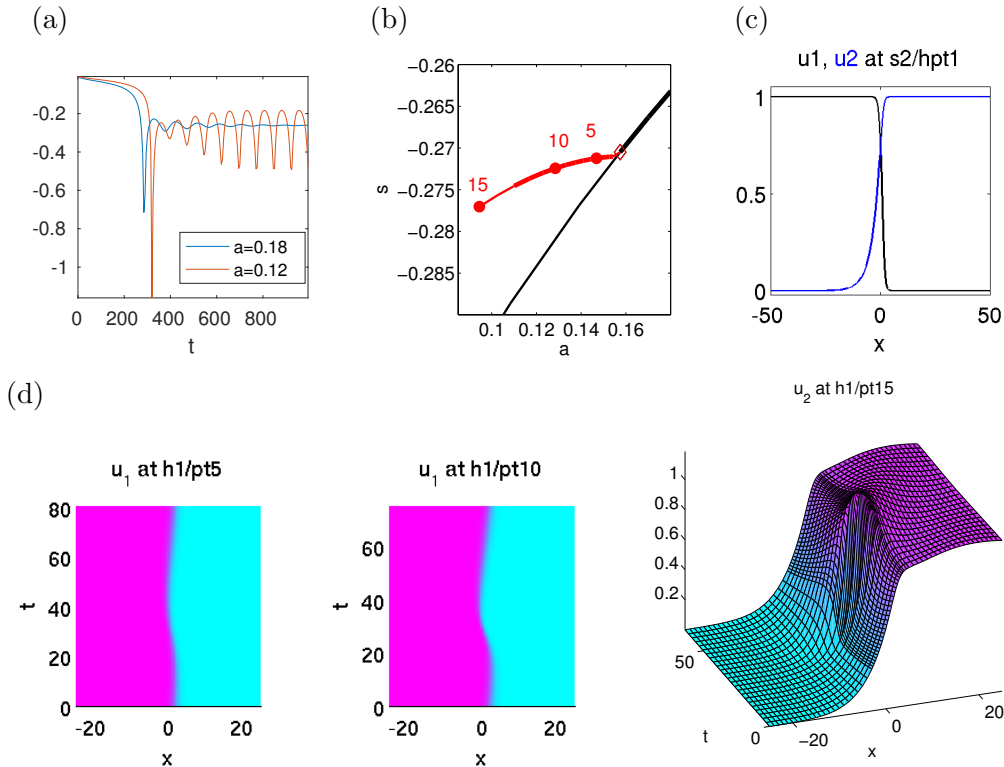 (a)
-0.2
-0.4
-0.6
-0.8
-1
a=0.18
a=0.12
0 200 400 600 800
t
(b)
-0.26
-0.265
-0.27
-0.275
-0.28
-0.285
s
15
10
5
0.1 0.12 0.14 0.16
a
(c)
u1, u2 at s2/hpt1
1
0.5
0
-50 0 50
x
(d)
u1 at h1/pt5
80
60
40
20
0
t
-20 0 20
x
u1 at h1/pt10
60
40
20
0
t
-20 0 20
x
u2 at h1/pt15
1
0.8
0.6
0.4
0.2
50
0
t
-20 0 20
x